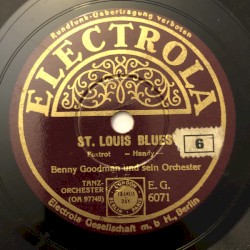 Rundfunk-Uebertragung verboten
ELECTROLA
ST. LOUIS BLUES
6
Foxtrot — Handy —
Benny Goodman und sein Orchester
TANZ-
ORCHESTER
(OA 97740)
E. G.
6071
Electrola Gesellschaft m, b H., Berlin